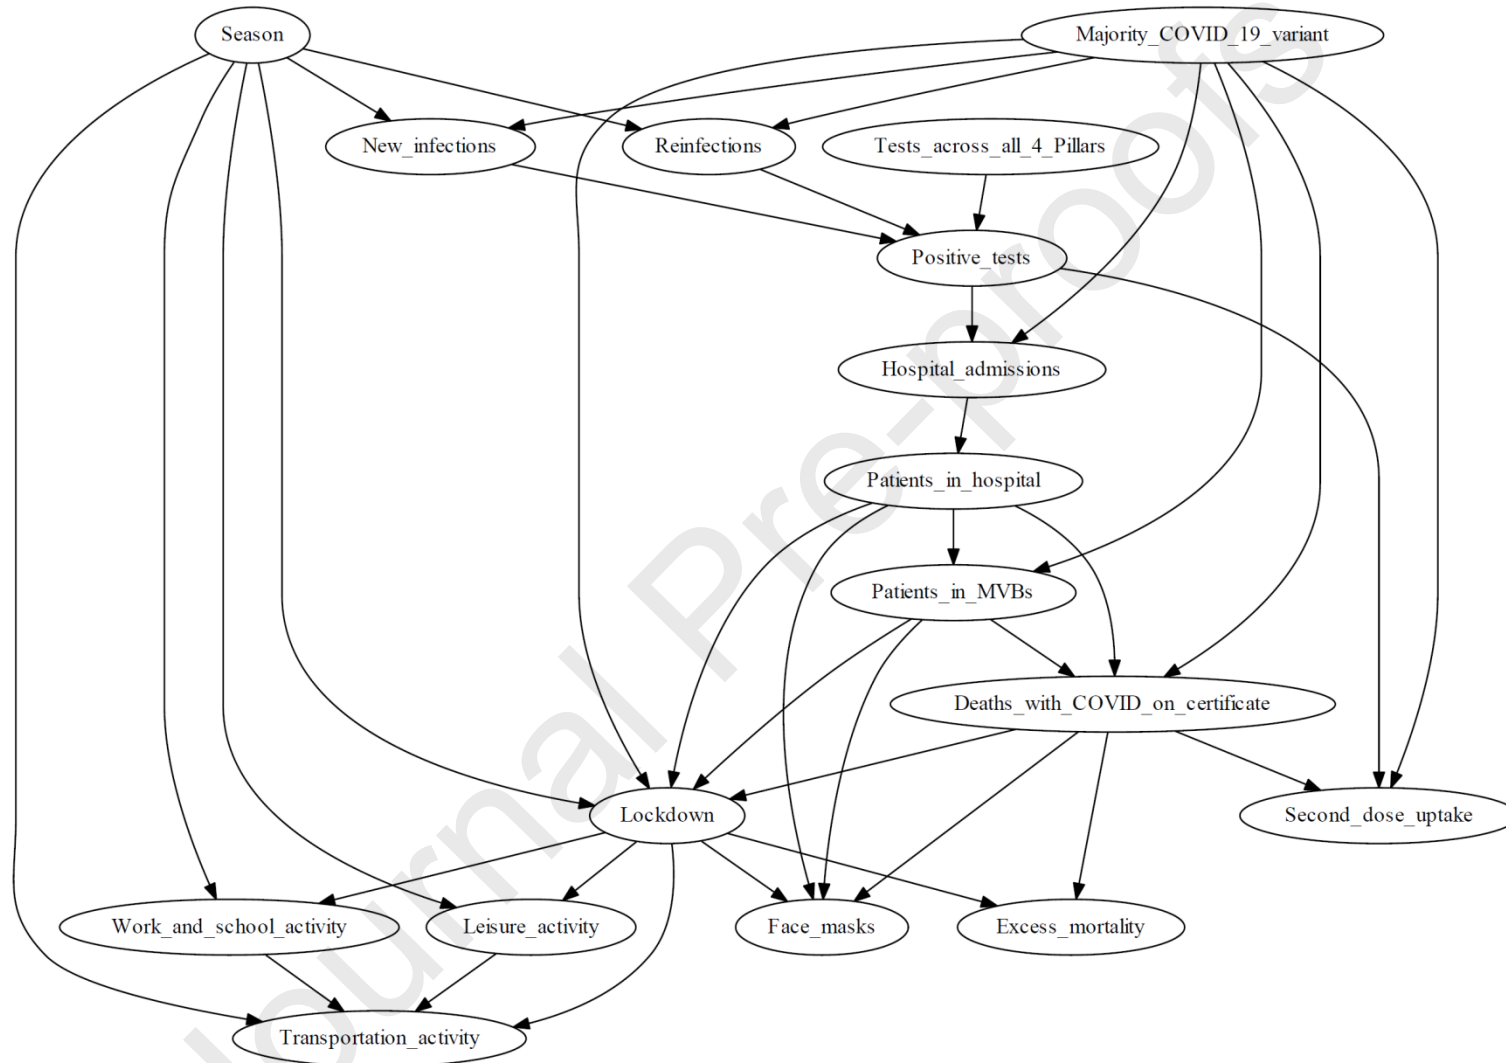 Season
Majority_COVID_19_variant
New_infections
Reinfections
Tests_across_all_4_Pillars
Positive_tests
Hospital_admissions
Patients_in_hospital
Patients_in_MVBs
Deaths_with_COVID_on_certificate
Lockdown
Second_dose_uptake
Work_and_school_activity
Leisure_activity
Face_masks
Excess_mortality
Transportation_activity
Journal Pre-proofs